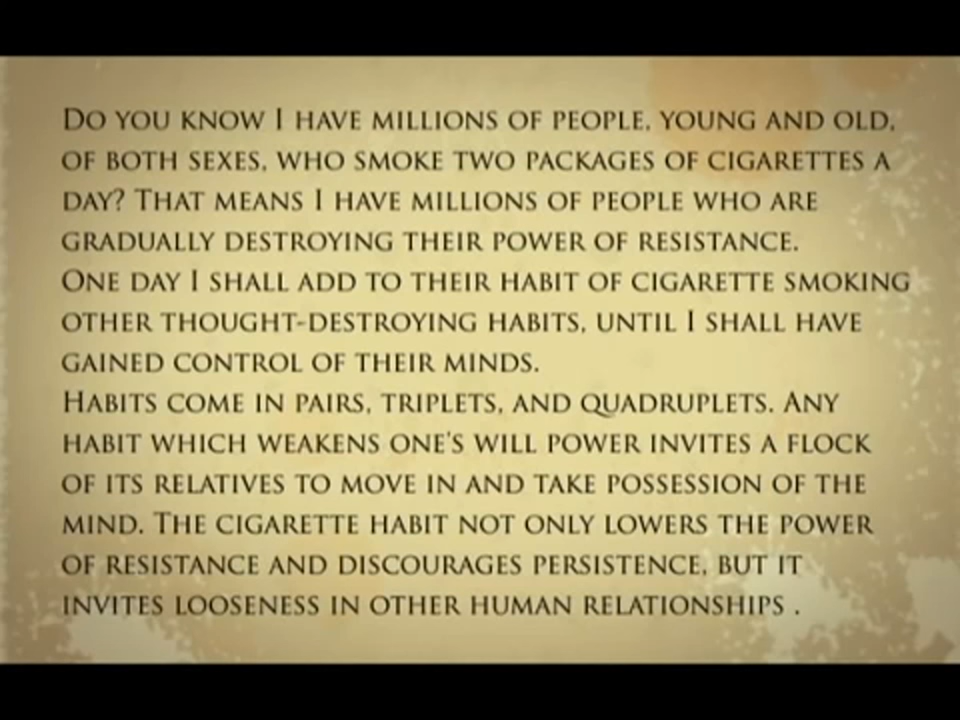 Do you know I have millions of people, young and old,
of both sexes, who smoke two packages of cigarettes a
day? That means I have millions of people who are
gradually destroying their power of resistance.
One day I shall add to their habit of cigarette smoking
other thought-destroying habits, until I shall have
gained control of their minds.
Habits come in pairs, triplets, and quadruplets. Any
habit which weakens one's will power invites a flock
of its relatives to move in and take possession of the
mind. The cigarette habit not only lowers the power
of resistance and discourages persistence, but it
invites looseness in other human relationships .